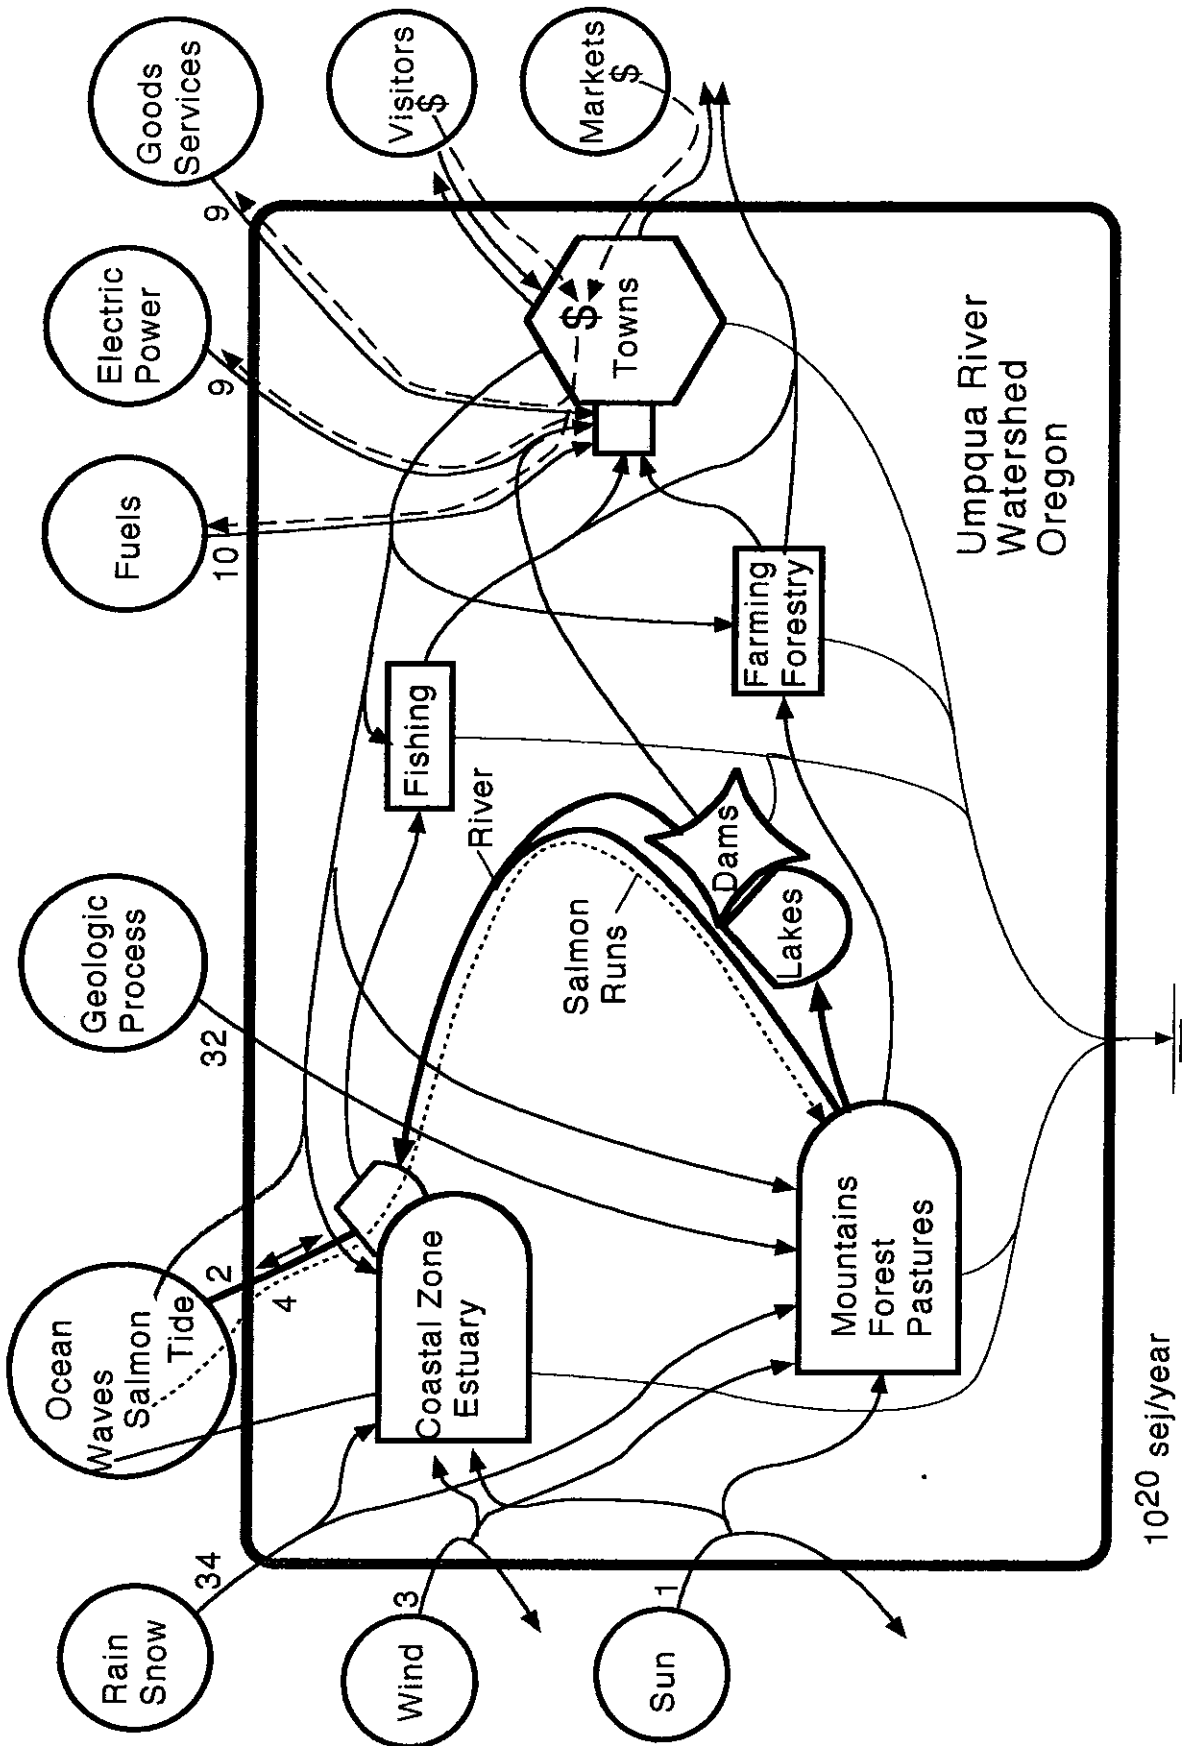 Sun
1
Wind
3
Rain
Snow
34
Ocean
Waves
Salmon
Tide
2
4
Geologic
Process
32
Fuels
10
Electric
Power
9
Goods
Services
9
Visitors
$
Markets
$
Coastal Zone
Estuary
Mountains
Forest
Pastures
River
Salmon
Runs
Lakes
Dams
Fishing
Farming
Forestry
$
Towns
Umpqua River
Watershed
Oregon
10²⁰ sej/year